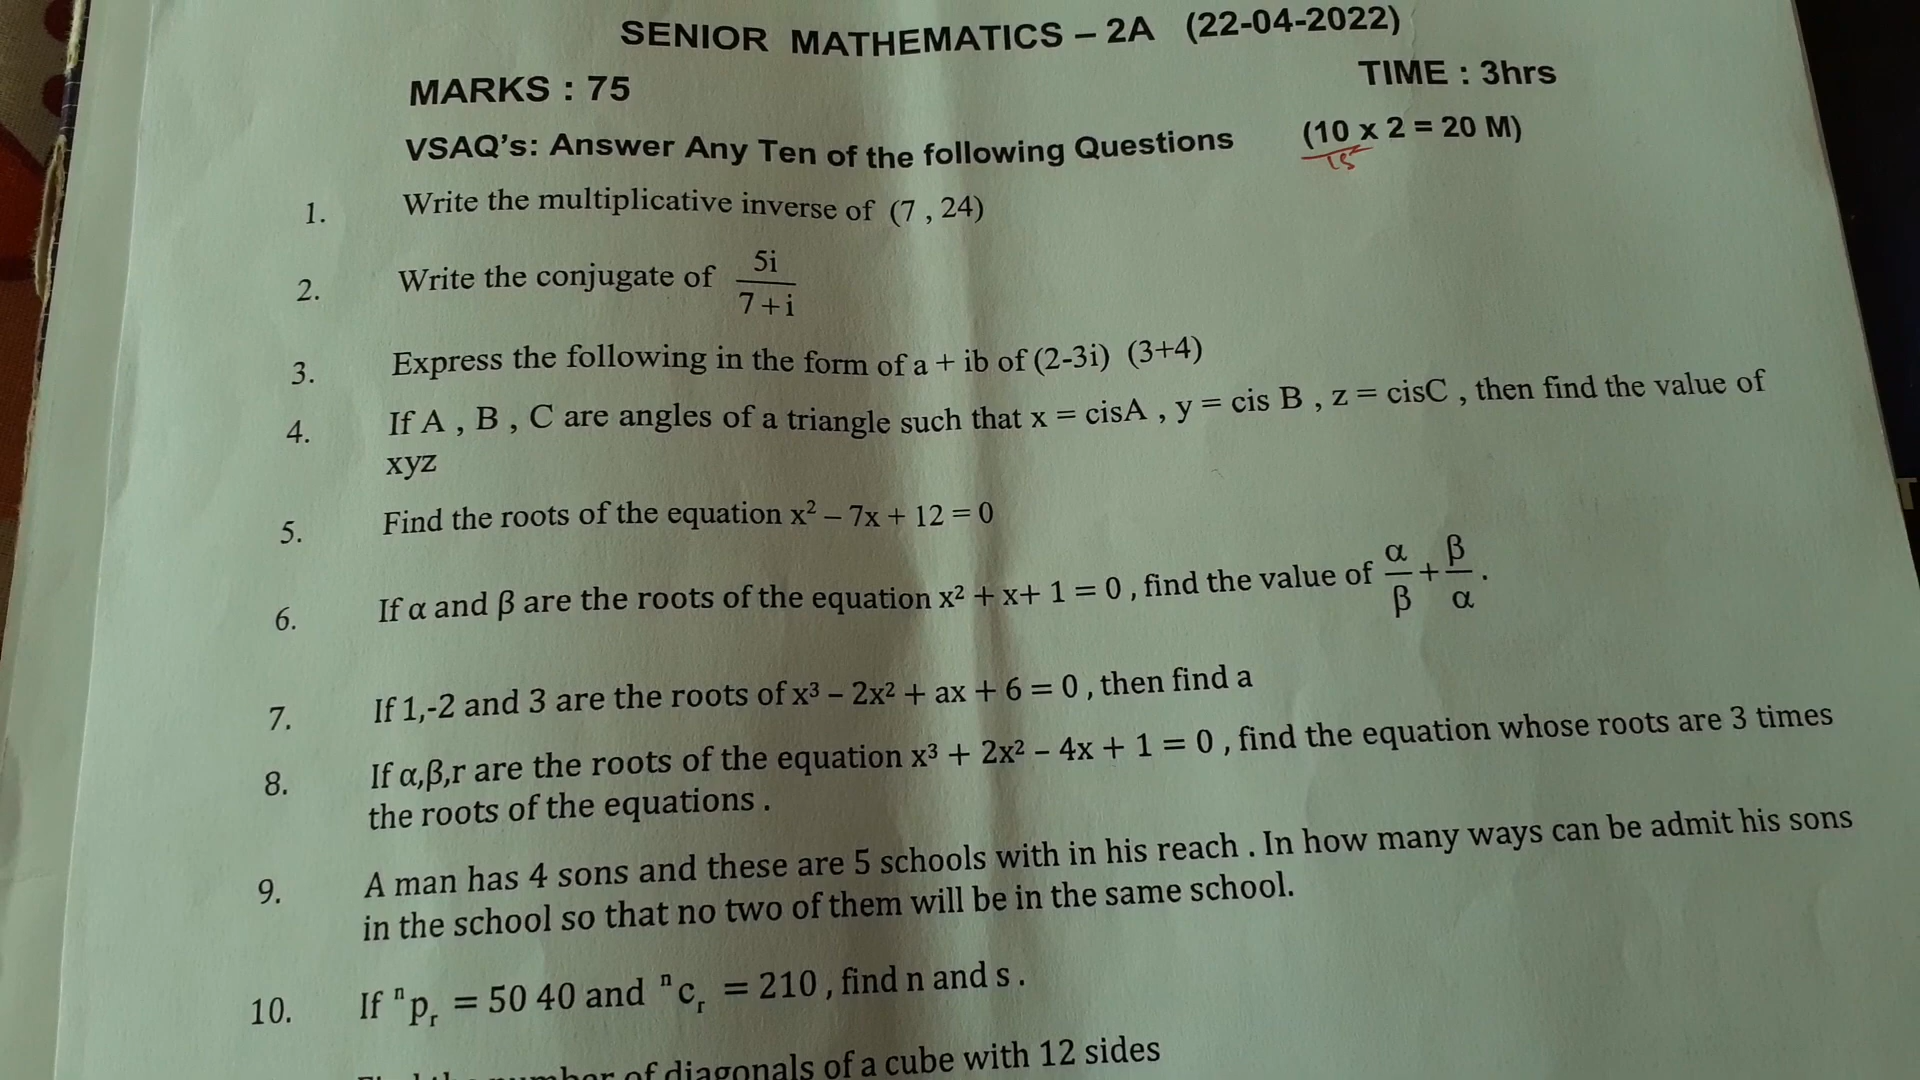 SENIOR MATHEMATICS – 2A (22-04-2022)
MARKS : 75 TIME : 3hrs
VSAQ's: Answer Any Ten of the following Questions (10 x 2 = 20 M)
15
1. Write the multiplicative inverse of (7 , 24)
2. Write the conjugate of 5i / 7+i
3. Express the following in the form of a + ib of (2-3i) (3+4)
4. If A , B , C are angles of a triangle such that x = cisA , y = cis B , z = cisC , then find the value of
xyz
5. Find the roots of the equation x² – 7x + 12 = 0
6. If α and β are the roots of the equation x² + x+ 1 = 0 , find the value of α/β + β/α .
7. If 1,-2 and 3 are the roots of x³ – 2x² + ax + 6 = 0 , then find a
8. If α,β,r are the roots of the equation x³ + 2x² – 4x + 1 = 0 , find the equation whose roots are 3 times
the roots of the equations .
9. A man has 4 sons and these are 5 schools with in his reach . In how many ways can be admit his sons
in the school so that no two of them will be in the same school.
10. If ⁿpᵣ = 50 40 and ⁿcᵣ = 210 , find n and s .
of diagonals of a cube with 12 sides